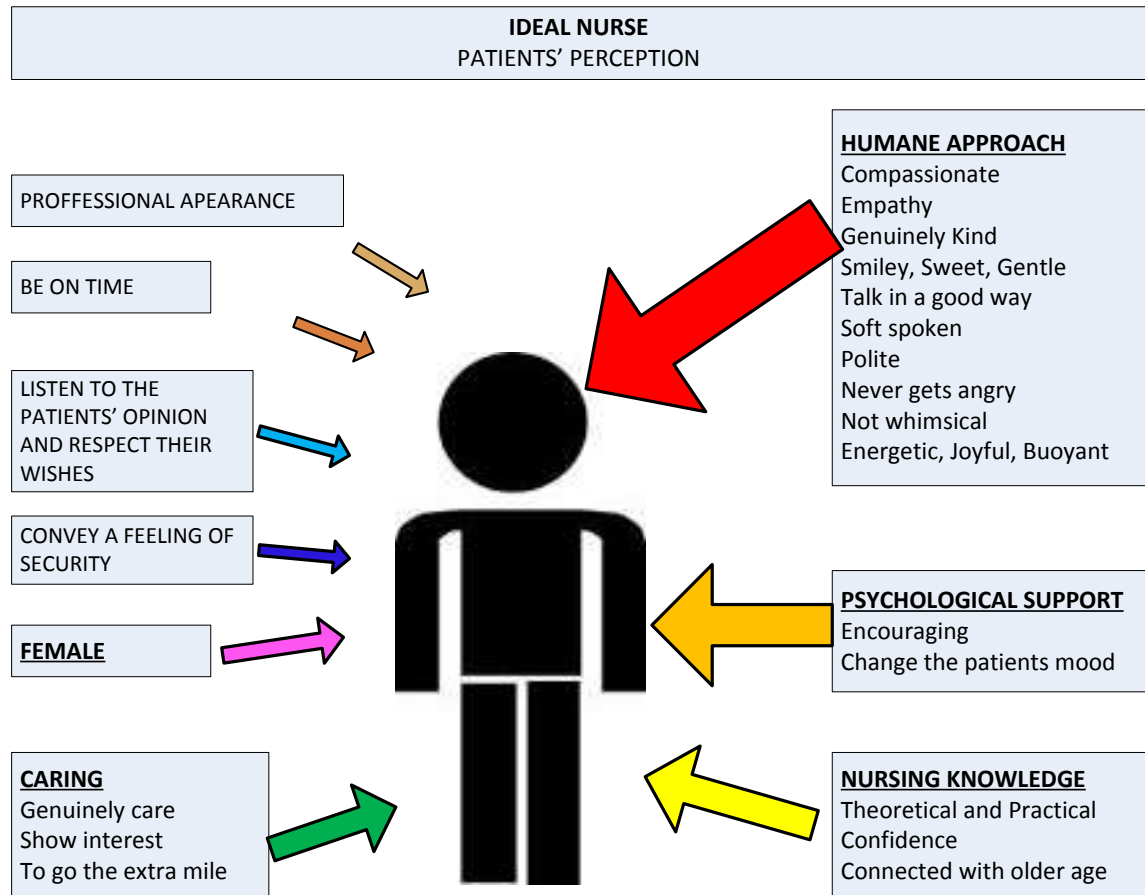 IDEAL NURSE
PATIENTS’ PERCEPTION
PROFFESSIONAL APEARANCE
BE ON TIME
LISTEN TO THE
PATIENTS’ OPINION
AND RESPECT THEIR
WISHES
CONVEY A FEELING OF
SECURITY
FEMALE
CARING
Genuinely care
Show interest
To go the extra mile
HUMANE APPROACH
Compassionate
Empathy
Genuinely Kind
Smiley, Sweet, Gentle
Talk in a good way
Soft spoken
Polite
Never gets angry
Not whimsical
Energetic, Joyful, Buoyant
PSYCHOLOGICAL SUPPORT
Encouraging
Change the patients mood
NURSING KNOWLEDGE
Theoretical and Practical
Confidence
Connected with older age